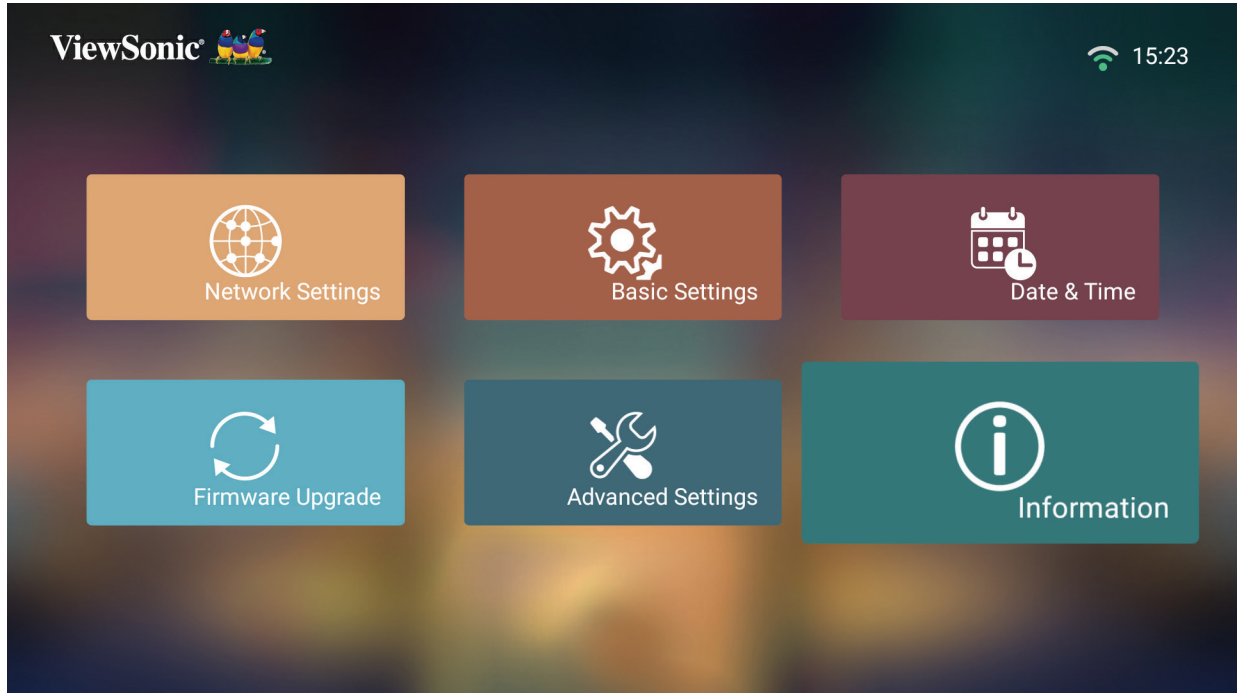 ViewSonic®
15:23
Network Settings
Basic Settings
Date & Time
Firmware Upgrade
Advanced Settings
Information